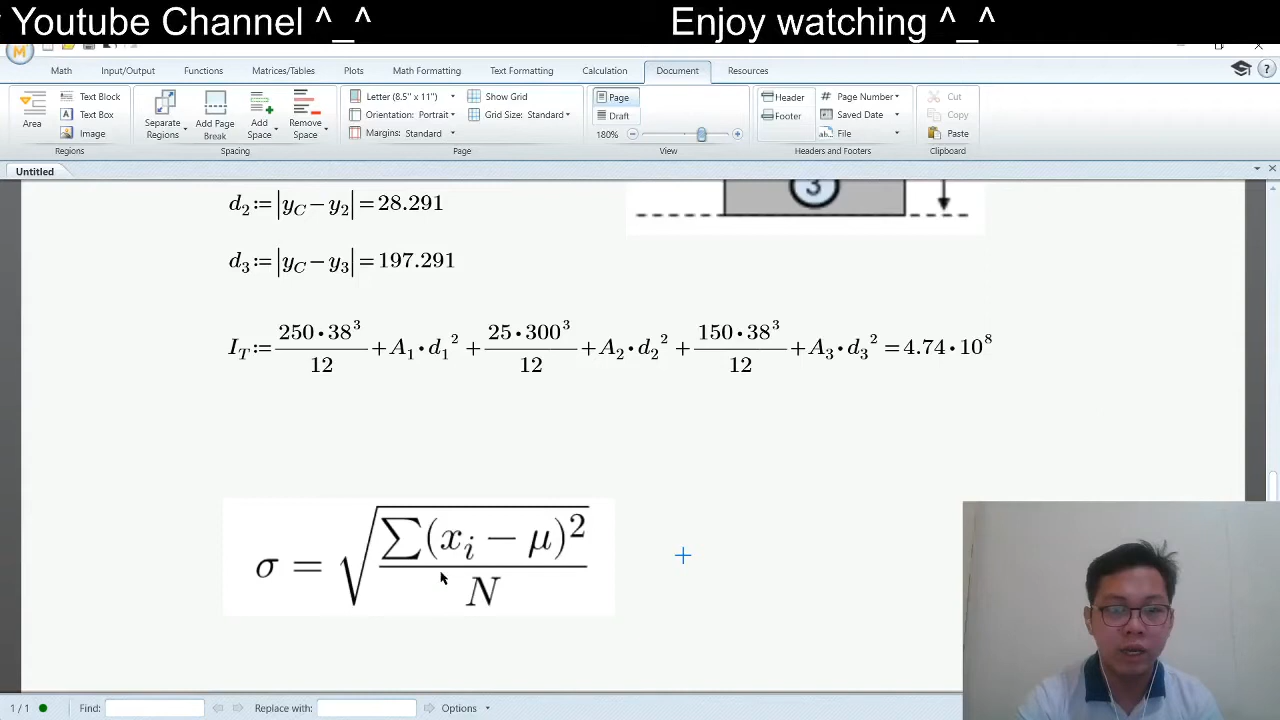 Youtube Channel ^_^ Enjoy watching ^_^
Math Input/Output Functions Matrices/Tables Plots Math Formatting Text Formatting Calculation Document Resources
Area
Text Block
Text Box
Image
Regions
Separate Regions
Add Page Break
Add Space
Remove Space
Spacing
Letter (8.5" x 11")
Orientation: Portrait
Margins: Standard
Show Grid
Grid Size: Standard
Page
Page
Draft
180%
View
Header
Footer
Page Number
Saved Date
File
Headers and Footers
Cut
Copy
Paste
Clipboard
Untitled
d₂:=|y_C−y₂|=28.291
3
d₃:=|y_C−y₃|=197.291
I_T:=250·38³/12+A₁·d₁²+25·300³/12+A₂·d₂²+150·38³/12+A₃·d₃²=4.74·10⁸
σ = √(∑(xᵢ − μ)²/N)
1 / 1 Find: Replace with: Options